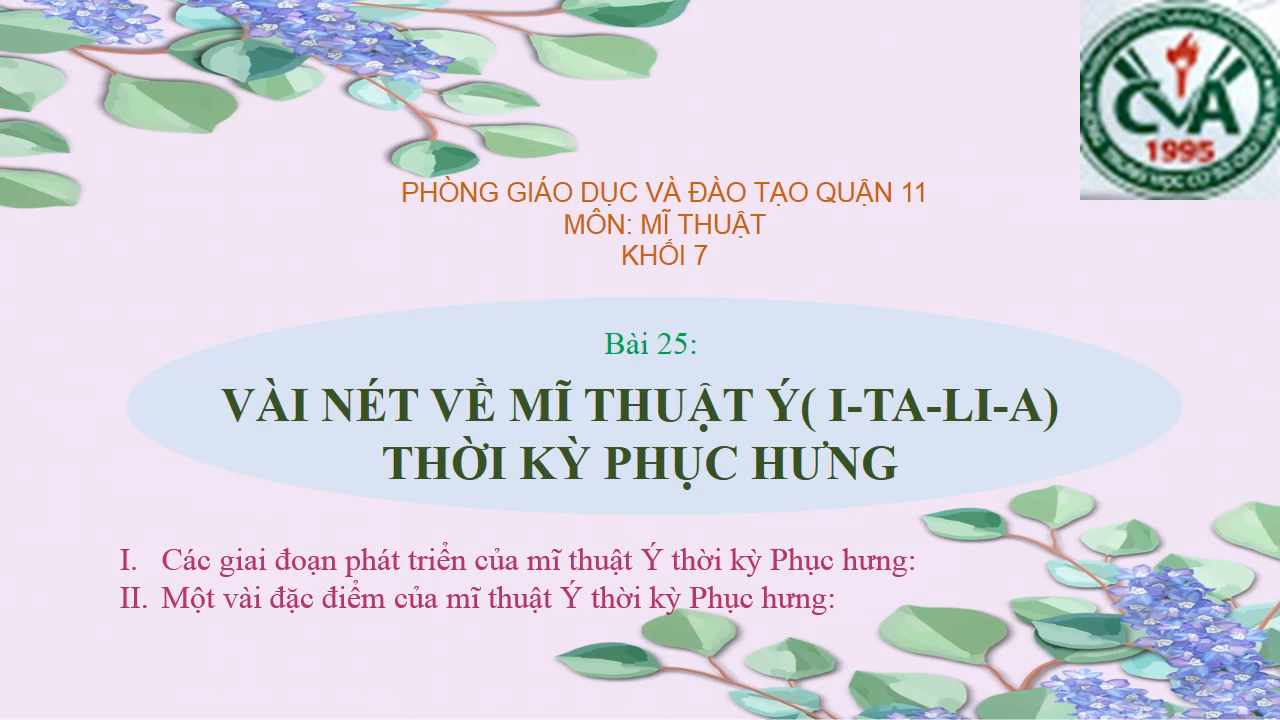 CVA
1995
PHÒNG GIÁO DỤC VÀ ĐÀO TẠO QUẬN 11
MÔN: MĨ THUẬT
KHỐI 7
Bài 25:
VÀI NÉT VỀ MĨ THUẬT Ý( I-TA-LI-A)
THỜI KỲ PHỤC HƯNG
I. Các giai đoạn phát triển của mĩ thuật Ý thời kỳ Phục hưng:
II. Một vài đặc điểm của mĩ thuật Ý thời kỳ Phục hưng: